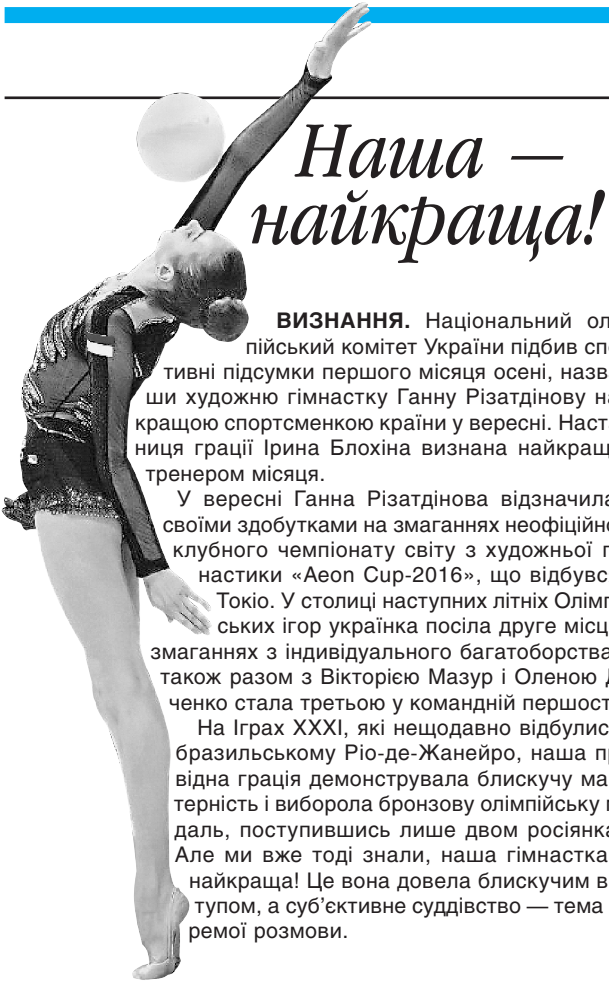 Наша —
найкраща!
ВИЗНАННЯ. Національний ол
пійський комітет України підбив спо
тивні підсумки першого місяця осені, назва
ши художню гімнастку Ганну Різатдінову на
кращою спортсменкою країни у вересні. Наста
ниця грації Ірина Блохіна визнана найкращ
тренером місяця.
У вересні Ганна Різатдінова відзначила
своїми здобутками на змаганнях неофіційно
клубного чемпіонату світу з художньої г
настики «Aeon Cup-2016», що відбувс
Токіо. У столиці наступних літніх Олімп
ських ігор українка посіла друге місц
змаганнях з індивідуального багатоборства
також разом з Вікторією Мазур і Оленою Д
ченко стала третьою у командній першост
На Іграх XXXI, які нещодавно відбулис
бразильському Ріо-де-Жанейро, наша пр
відна грація демонструвала блискучу ма
терність і виборола бронзову олімпійську м
даль, поступившись лише двом росіянка
Але ми вже тоді знали, наша гімнастка
найкраща! Це вона довела блискучим в
тупом, а суб’єктивне суддівство — тема
ремої розмови.